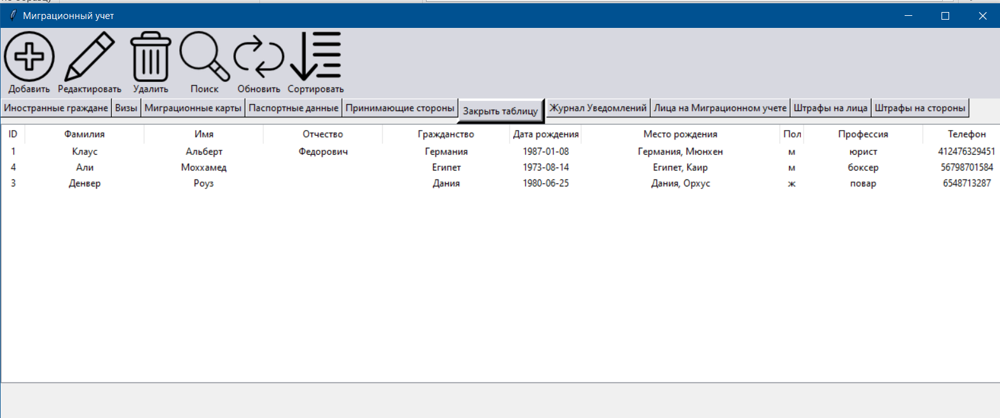 по образцу
Миграционный учет
Добавить Редактировать Удалить Поиск Обновить Сортировать
Иностранные граждане Визы Миграционные карты Паспортные данные Принимающие стороны Закрыть таблицу Журнал Уведомлений Лица на Миграционном учете Штрафы на лица Штрафы на стороны
ID Фамилия Имя Отчество Гражданство Дата рождения Место рождения Пол Профессия Телефон
1 Клаус Альберт Федорович Германия 1987-01-08 Германия, Мюнхен м юрист 412476329451
4 Али Моххамед Египет 1973-08-14 Египет, Каир м боксер 56798701584
3 Денвер Роуз Дания 1980-06-25 Дания, Орхус ж повар 6548713287